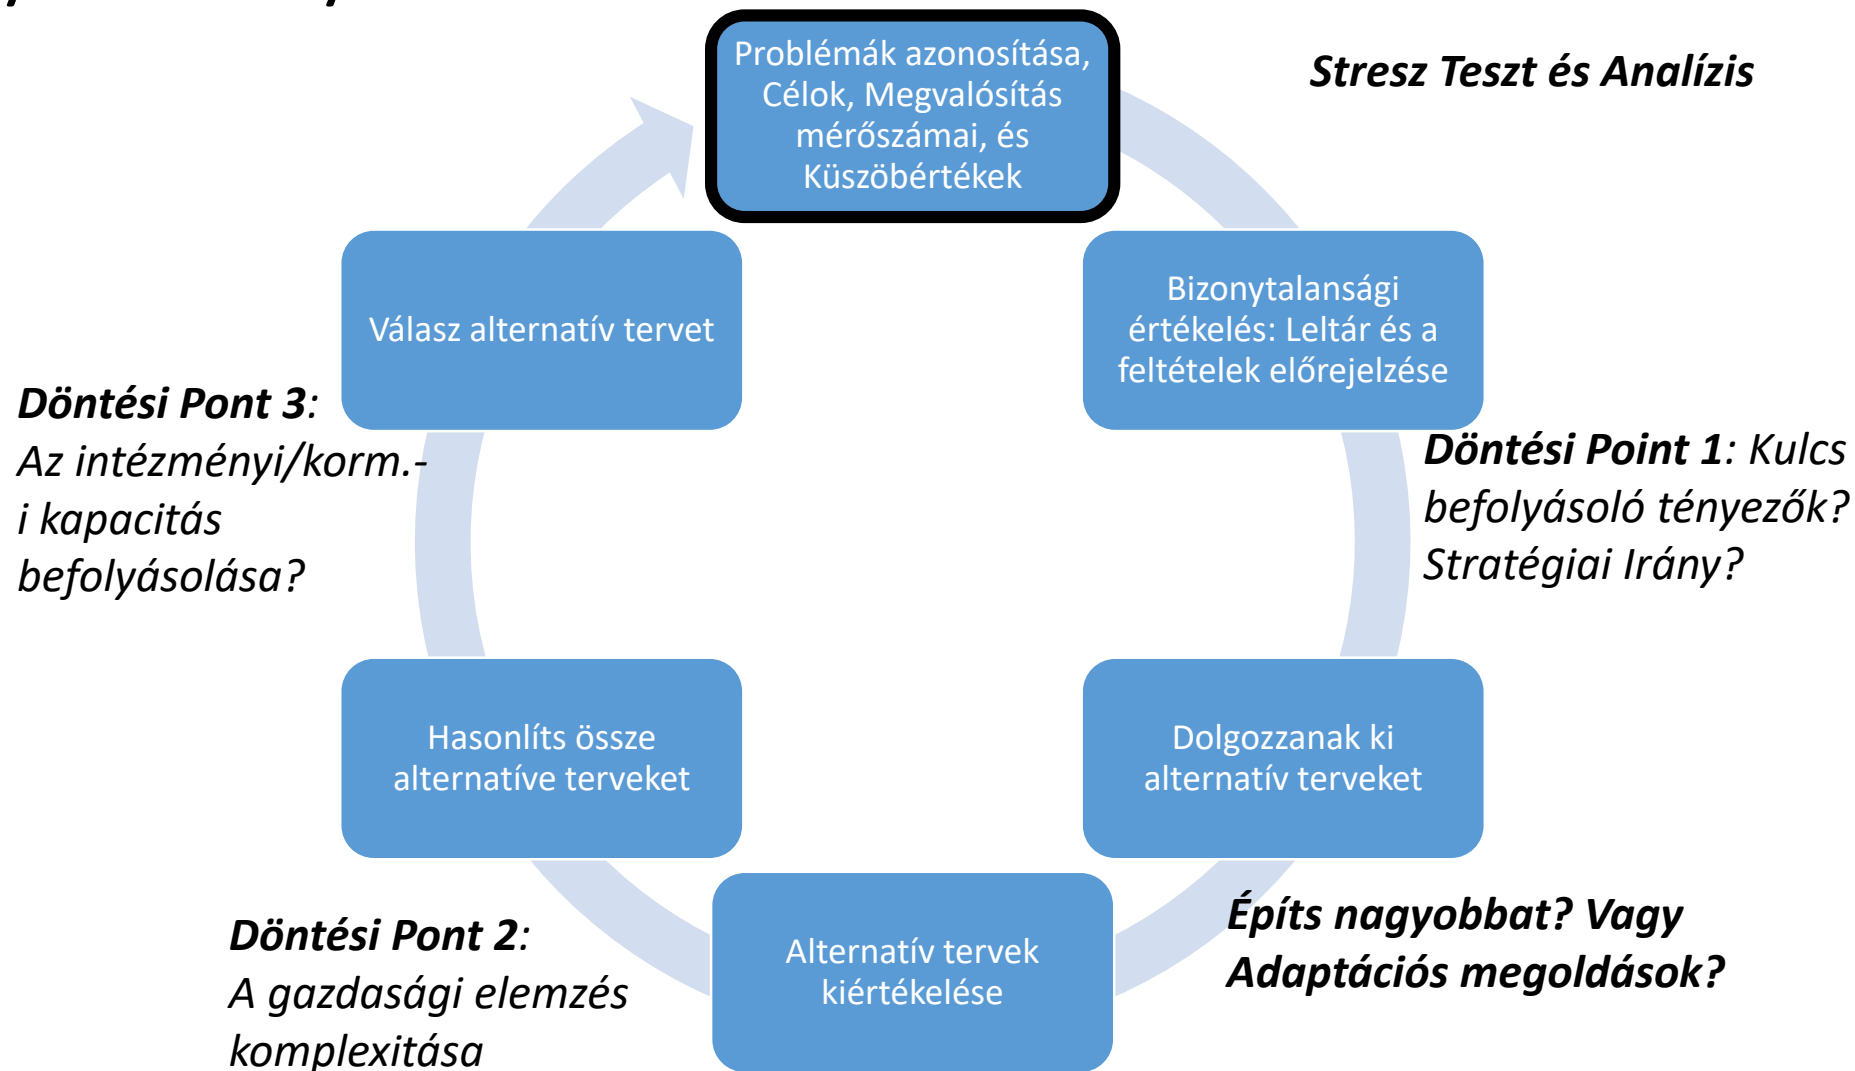 Problémák azonosítása,
Célok, Megvalósítás
mérőszámai, és
Küszöbértékek
Stresz Teszt és Analízis
Bizonytalansági
értékelés: Leltár és a
feltételek előrejelzése
Döntési Point 1: Kulcs
befolyásoló tényezők?
Stratégiai Irány?
Dolgozzanak ki
alternatív terveket
Építs nagyobbat? Vagy
Adaptációs megoldások?
Alternatív tervek
kiértékelése
Döntési Pont 2:
A gazdasági elemzés
komplexitása
Hasonlíts össze
alternatíve terveket
Döntési Pont 3:
Az intézményi/korm.-
i kapacitás
befolyásolása?
Válasz alternatív tervet